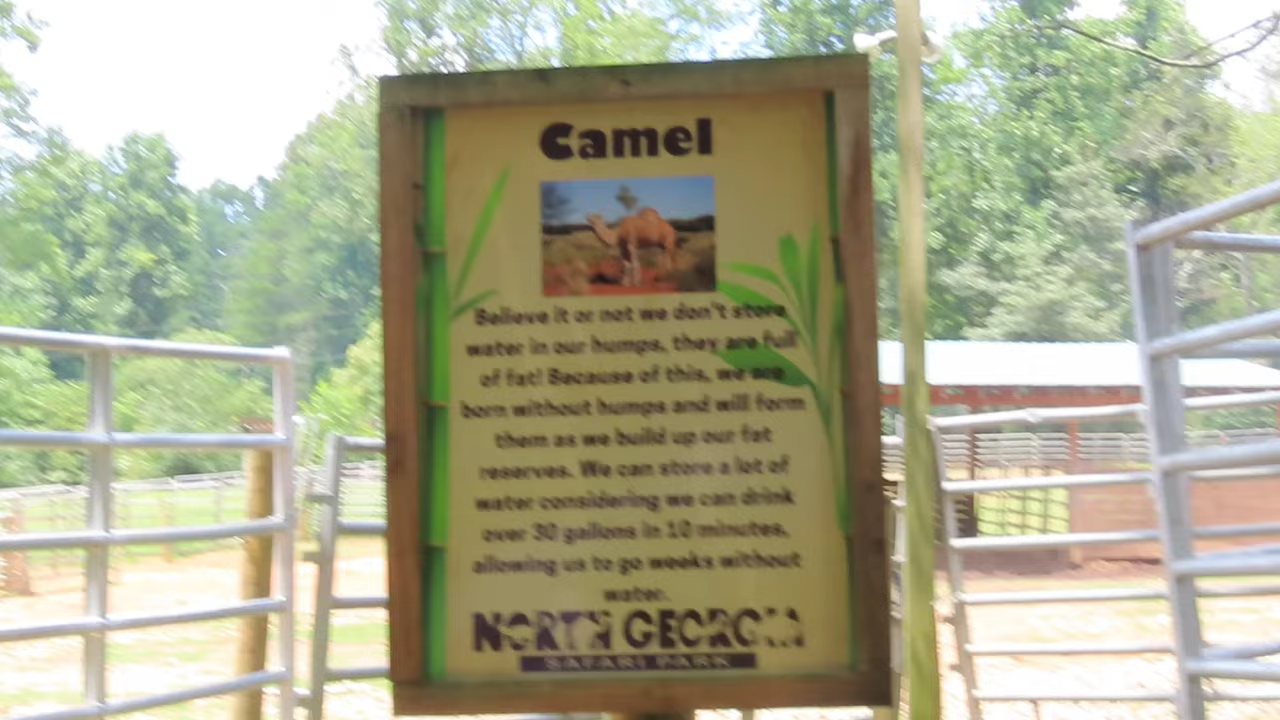 Camel
Believe it or not we don't store
water in our humps, they are full
of fat! Because of this, we are
born without humps and will form
them as we build up our fat
reserves. We can store a lot of
water considering we can drink
over 30 gallons in 10 minutes,
allowing us to go weeks without
water.
NORTH GEORGIA
SAFARI PARK